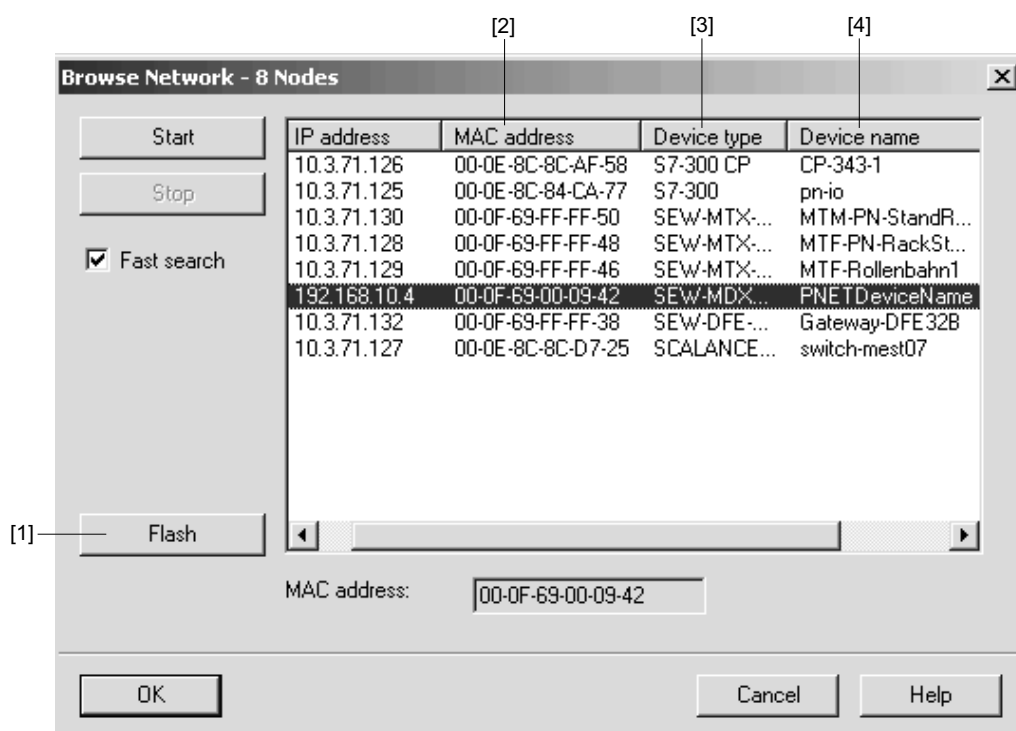 [2] [3] [4]
Browse Network - 8 Nodes
Start
Stop
Fast search
IP address MAC address Device type Device name
10.3.71.126 00-0E-8C-8C-AF-58 S7-300 CP CP-343-1
10.3.71.125 00-0E-8C-84-CA-77 S7-300 pn-io
10.3.71.130 00-0F-69-FF-FF-50 SEW-MTX-... MTM-PN-StandR...
10.3.71.128 00-0F-69-FF-FF-48 SEW-MTX-... MTF-PN-RackSt...
10.3.71.129 00-0F-69-FF-FF-46 SEW-MTX-... MTF-Rollenbahn1
192.168.10.4 00-0F-69-00-09-42 SEW-MDX... PNETDeviceName
10.3.71.132 00-0F-69-FF-FF-38 SEW-DFE-... Gateway-DFE32B
10.3.71.127 00-0E-8C-8C-D7-25 SCALANCE... switch-mest07
[1] Flash
MAC address: 00-0F-69-00-09-42
OK Cancel Help